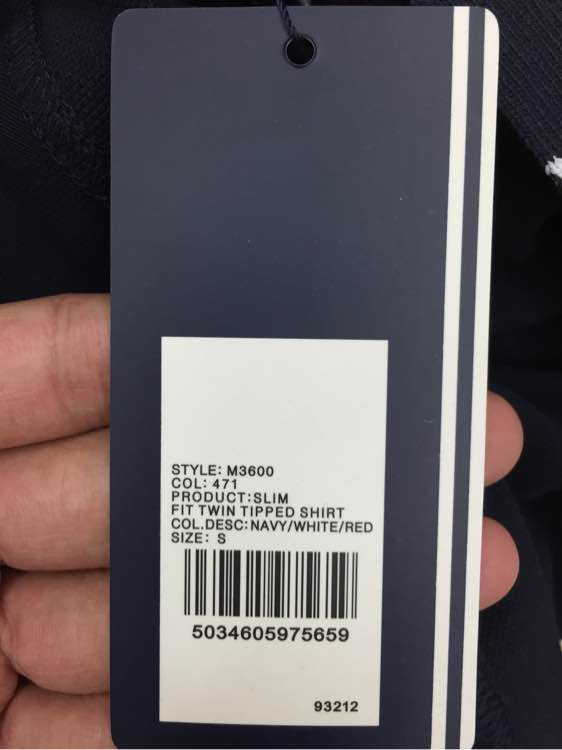 STYLE: M3600
COL: 471
PRODUCT:SLIM
FIT TWIN TIPPED SHIRT
COL.DESC:NAVY/WHITE/RED
SIZE: S
5034605975659
93212